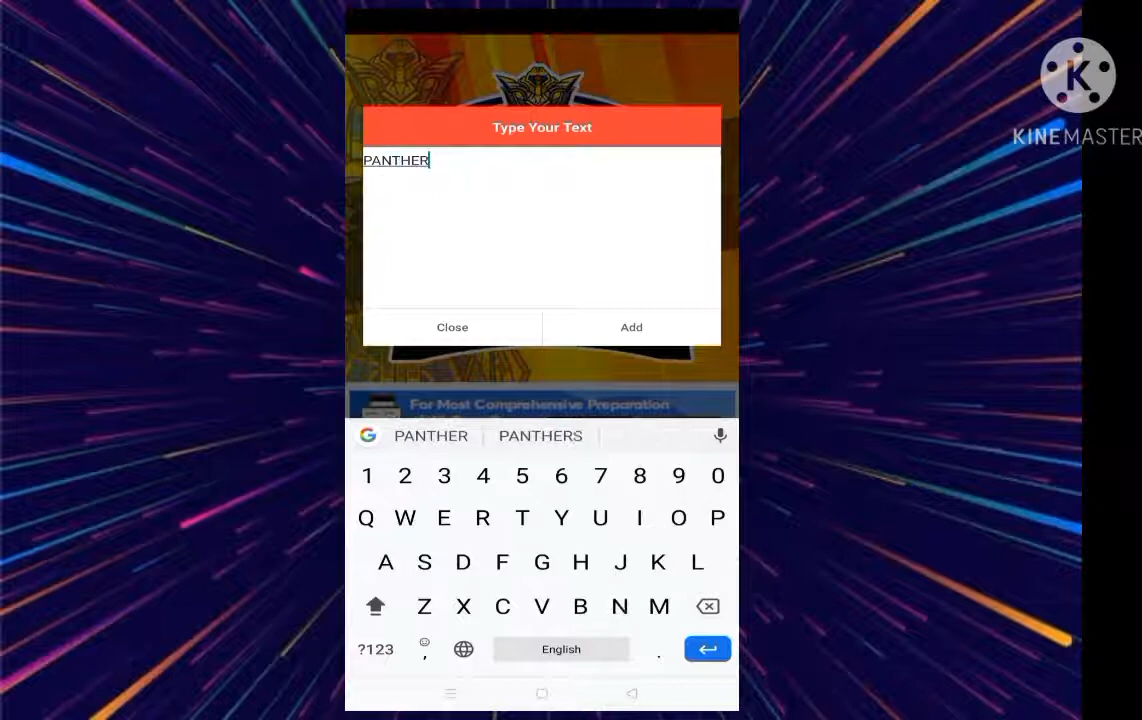 K
KINEMASTER
Type Your Text
PANTHER
Close Add
For Most Comprehensive Preparation
PANTHER PANTHERS
1 2 3 4 5 6 7 8 9 0
Q W E R T Y U I O P
A S D F G H J K L
Z X C V B N M
?123 , English .